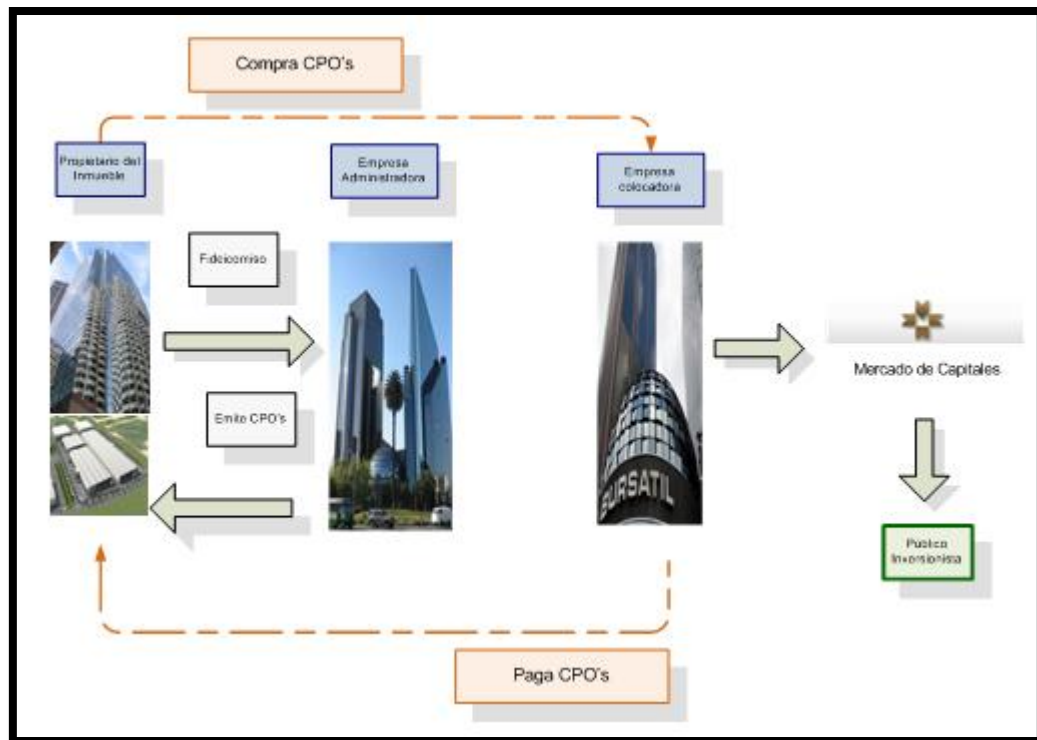 Compra CPO's
Propietario del
Inmueble
Empresa
Administradora
Empresa
colocadora
Fideicomiso
Mercado de Capitales
Emite CPO's
BURSATIL
Público
Inversionista
Paga CPO's